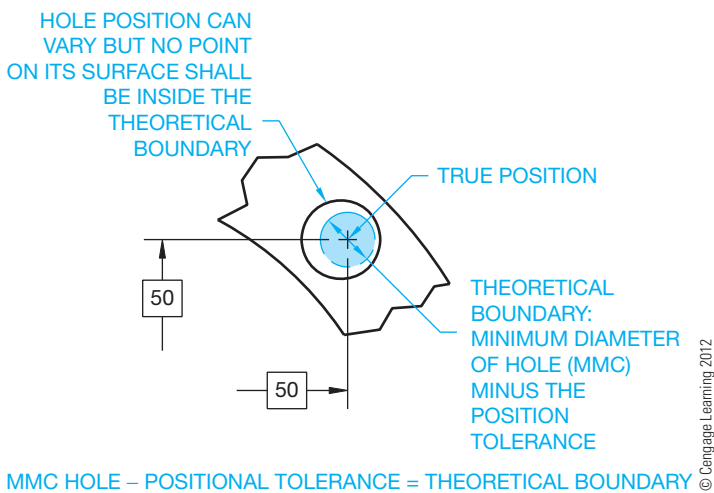 HOLE POSITION CAN
VARY BUT NO POINT
ON ITS SURFACE SHALL
BE INSIDE THE
THEORETICAL
BOUNDARY
TRUE POSITION
50
THEORETICAL
BOUNDARY:
MINIMUM DIAMETER
OF HOLE (MMC)
MINUS THE
POSITION
TOLERANCE
50
MMC HOLE – POSITIONAL TOLERANCE = THEORETICAL BOUNDARY
© Cengage Learning 2012